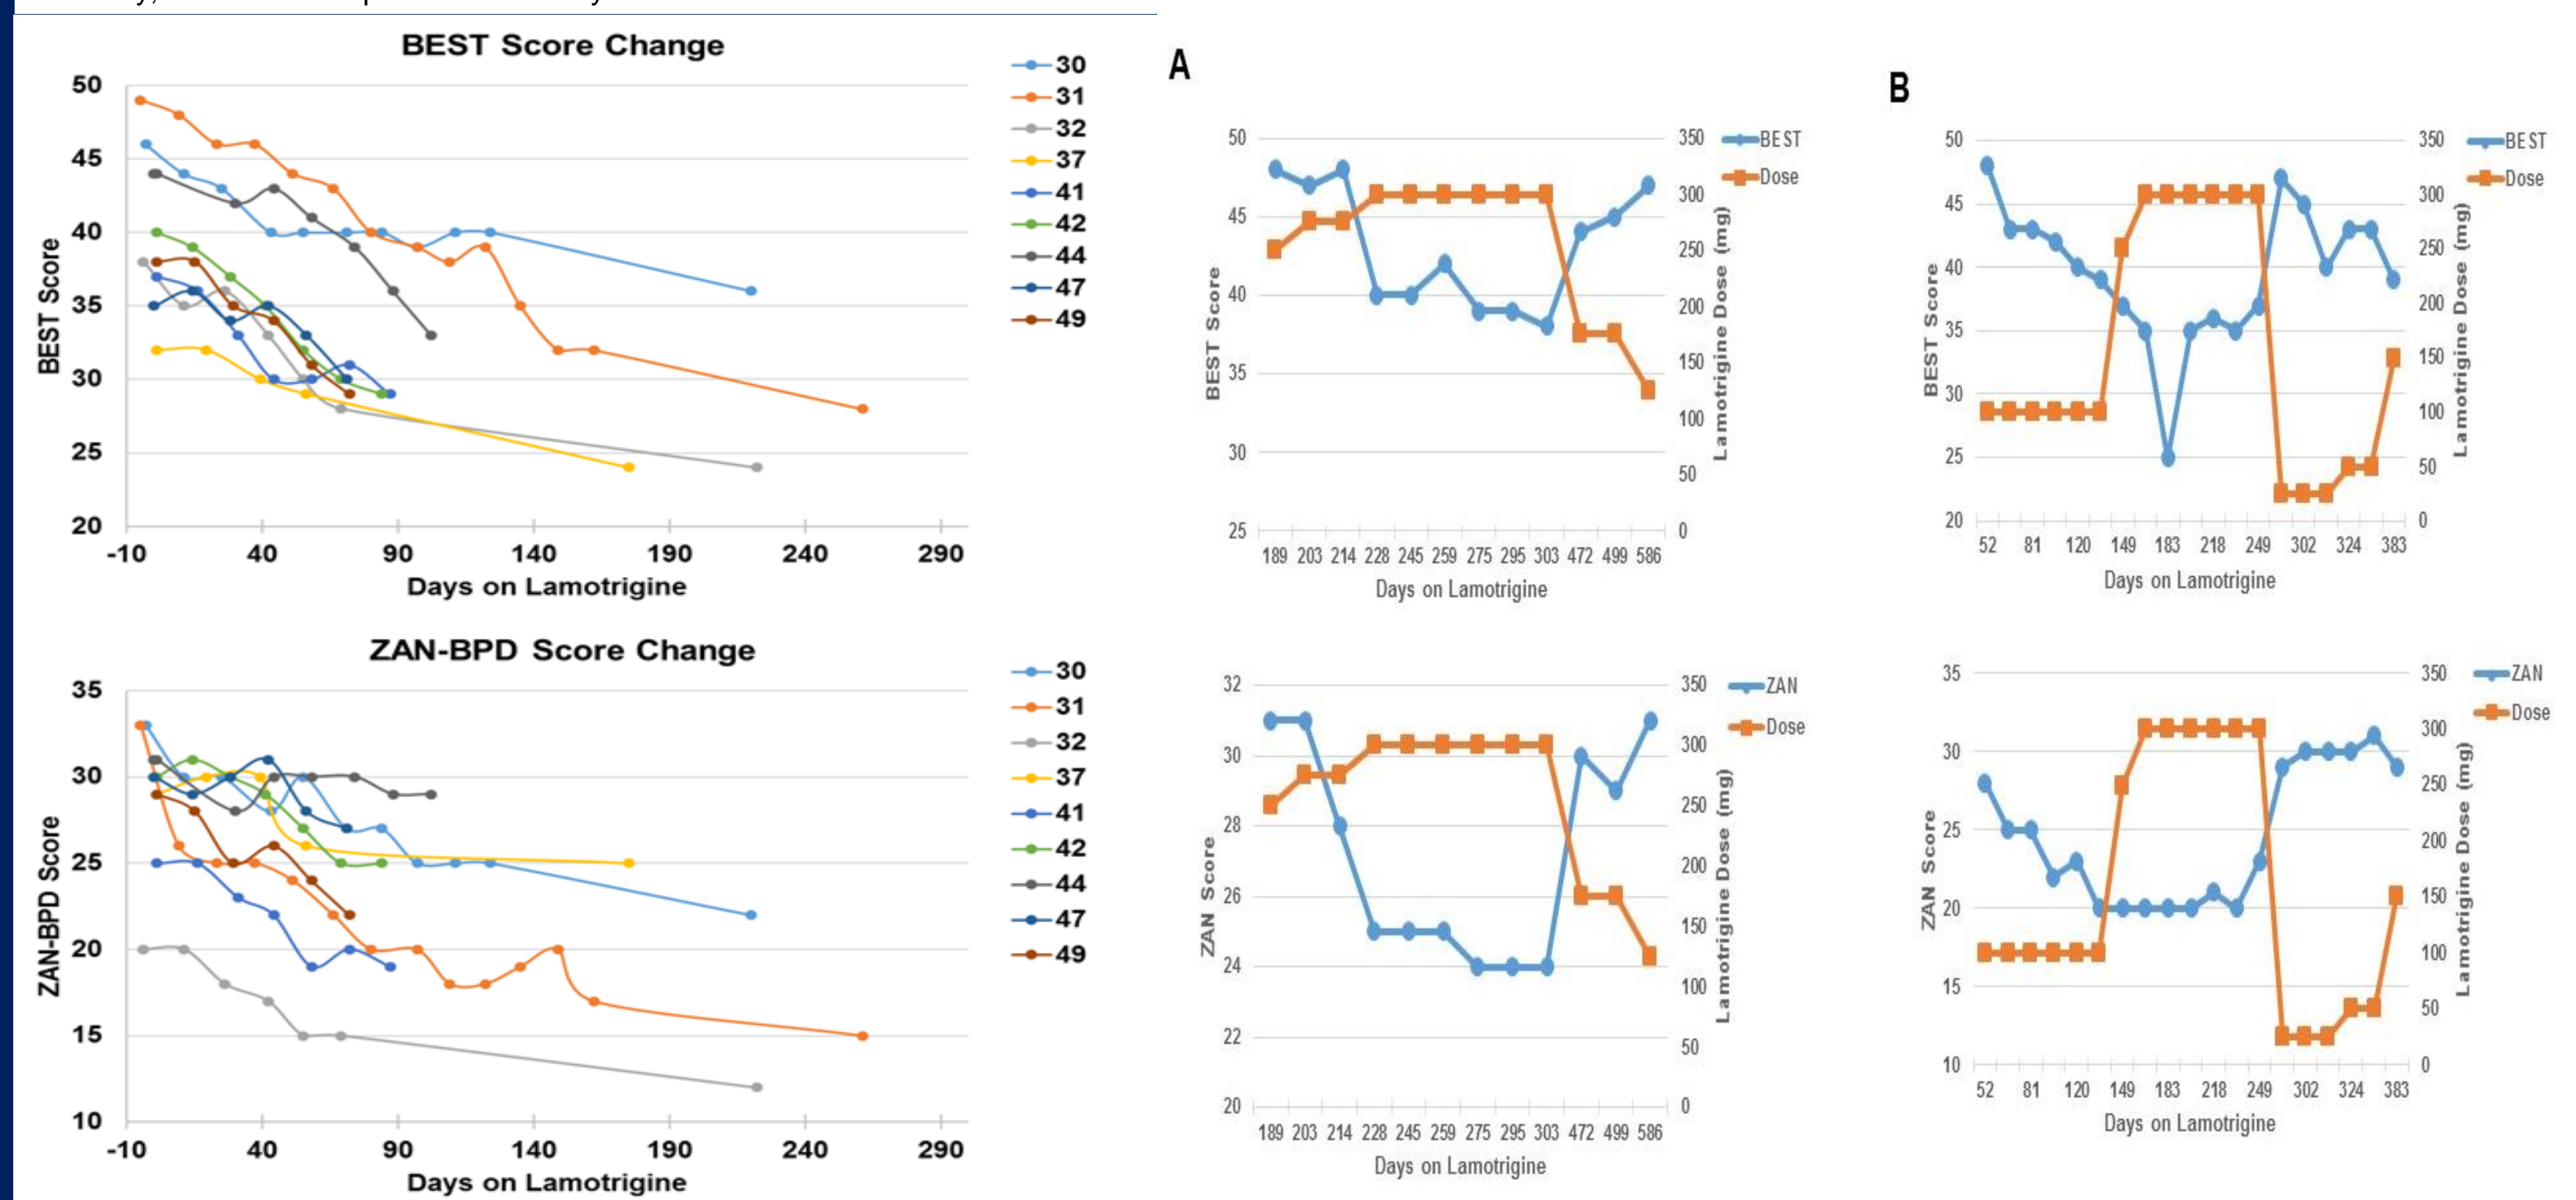 BEST Score Change
50
45
40
35
30
25
20
BEST Score
-10 40 90 140 190 240 290
Days on Lamotrigine
30
31
32
37
41
42
44
47
49
ZAN-BPD Score Change
35
30
25
20
15
10
ZAN-BPD Score
-10 40 90 140 190 240 290
Days on Lamotrigine
30
31
32
37
41
42
44
47
49
A
50
45
40
35
30
25
BEST Score
189 203 214 228 245 259 275 295 303 472 499 586
Days on Lamotrigine
350
300
250
200
150
100
50
0
Lamotrigine Dose (mg)
BEST
Dose
32
30
28
26
24
22
20
ZAN Score
189 203 214 228 245 259 275 295 303 472 499 586
Days on Lamotrigine
350
300
250
200
150
100
50
0
Lamotrigine Dose (mg)
ZAN
Dose
B
50
45
40
35
30
25
20
BEST Score
52 81 120 149 183 218 249 302 324 383
Days on Lamotrigine
350
300
250
200
150
100
50
0
Lamotrigine Dose (mg)
BEST
Dose
35
30
25
20
15
10
ZAN Score
52 81 120 149 183 218 249 302 324 383
Days on Lamotrigine
350
300
250
200
150
100
50
0
Lamotrigine Dose (mg)
ZAN
Dose